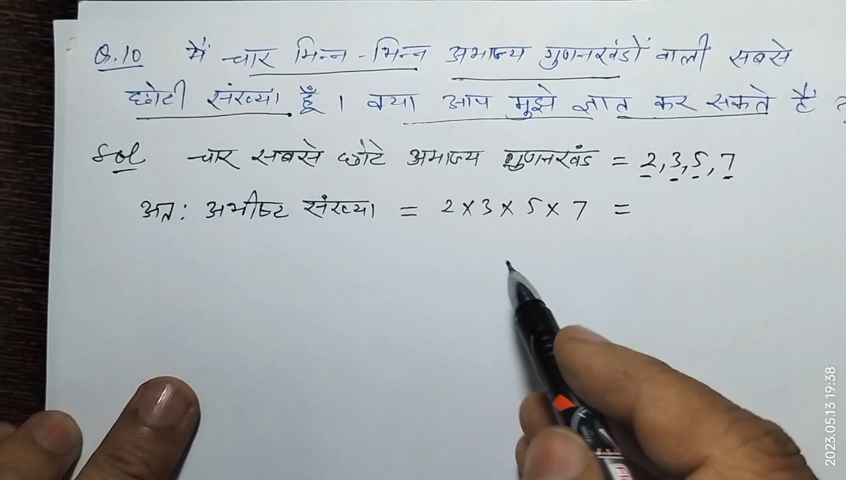 Q.10 मैं चार भिन्न-भिन्न अभाज्य गुणनखंडों वाली सबसे
छोटी संख्या हूँ। क्या आप मुझे ज्ञात कर सकते हैं ?
Sol चार सबसे छोटे अभाज्य गुणनखंड = 2, 3, 5, 7
अतः अभीष्ट संख्या = 2 x 3 x 5 x 7 =
2023.05.13 19:38